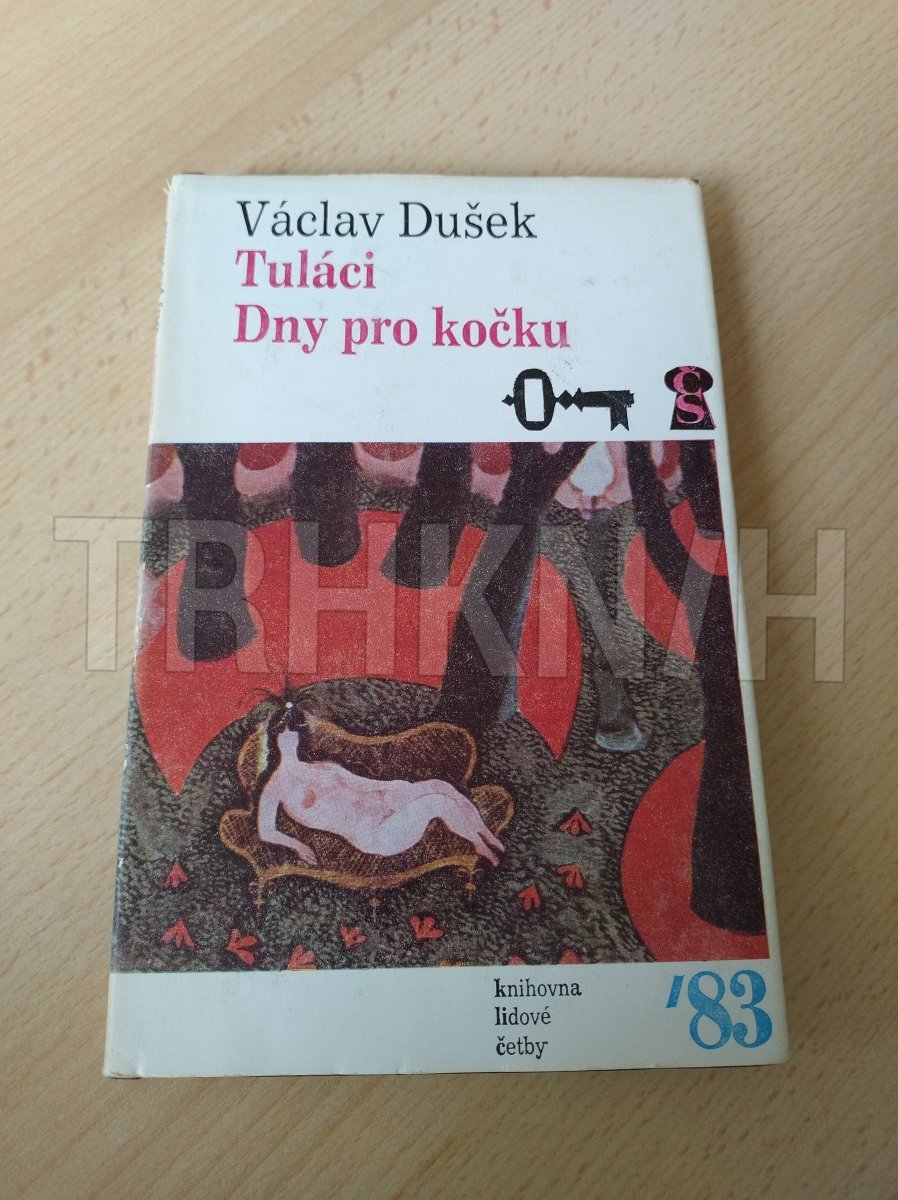 Václav Dušek
Tuláci
Dny pro kočku
ČS
TRHKNIH
knihovna
lidové
četby
'83